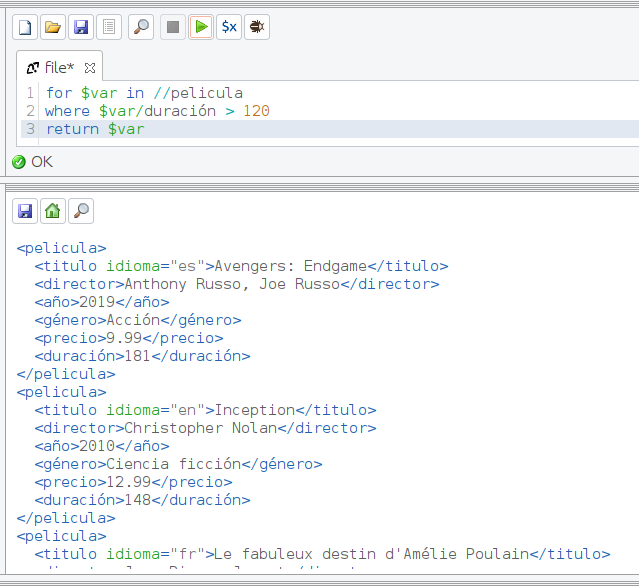 $x
file*
1 for $var in //pelicula
2 where $var/duración > 120
3 return $var
OK
<pelicula>
<titulo idioma="es">Avengers: Endgame</titulo>
<director>Anthony Russo, Joe Russo</director>
<año>2019</año>
<género>Acción</género>
<precio>9.99</precio>
<duración>181</duración>
</pelicula>
<pelicula>
<titulo idioma="en">Inception</titulo>
<director>Christopher Nolan</director>
<año>2010</año>
<género>Ciencia ficción</género>
<precio>12.99</precio>
<duración>148</duración>
</pelicula>
<pelicula>
<titulo idioma="fr">Le fabuleux destin d'Amélie Poulain</titulo>